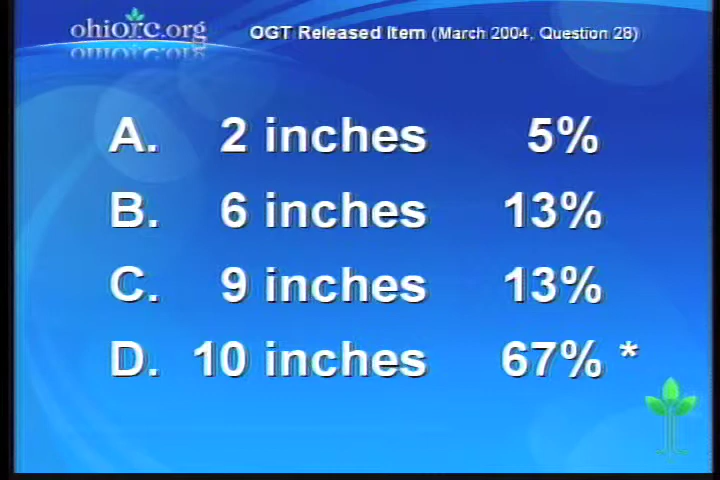 ohiorc.org
OGT Released Item (March 2004, Question 28)
A. 2 inches 5%
B. 6 inches 13%
C. 9 inches 13%
D. 10 inches 67% *